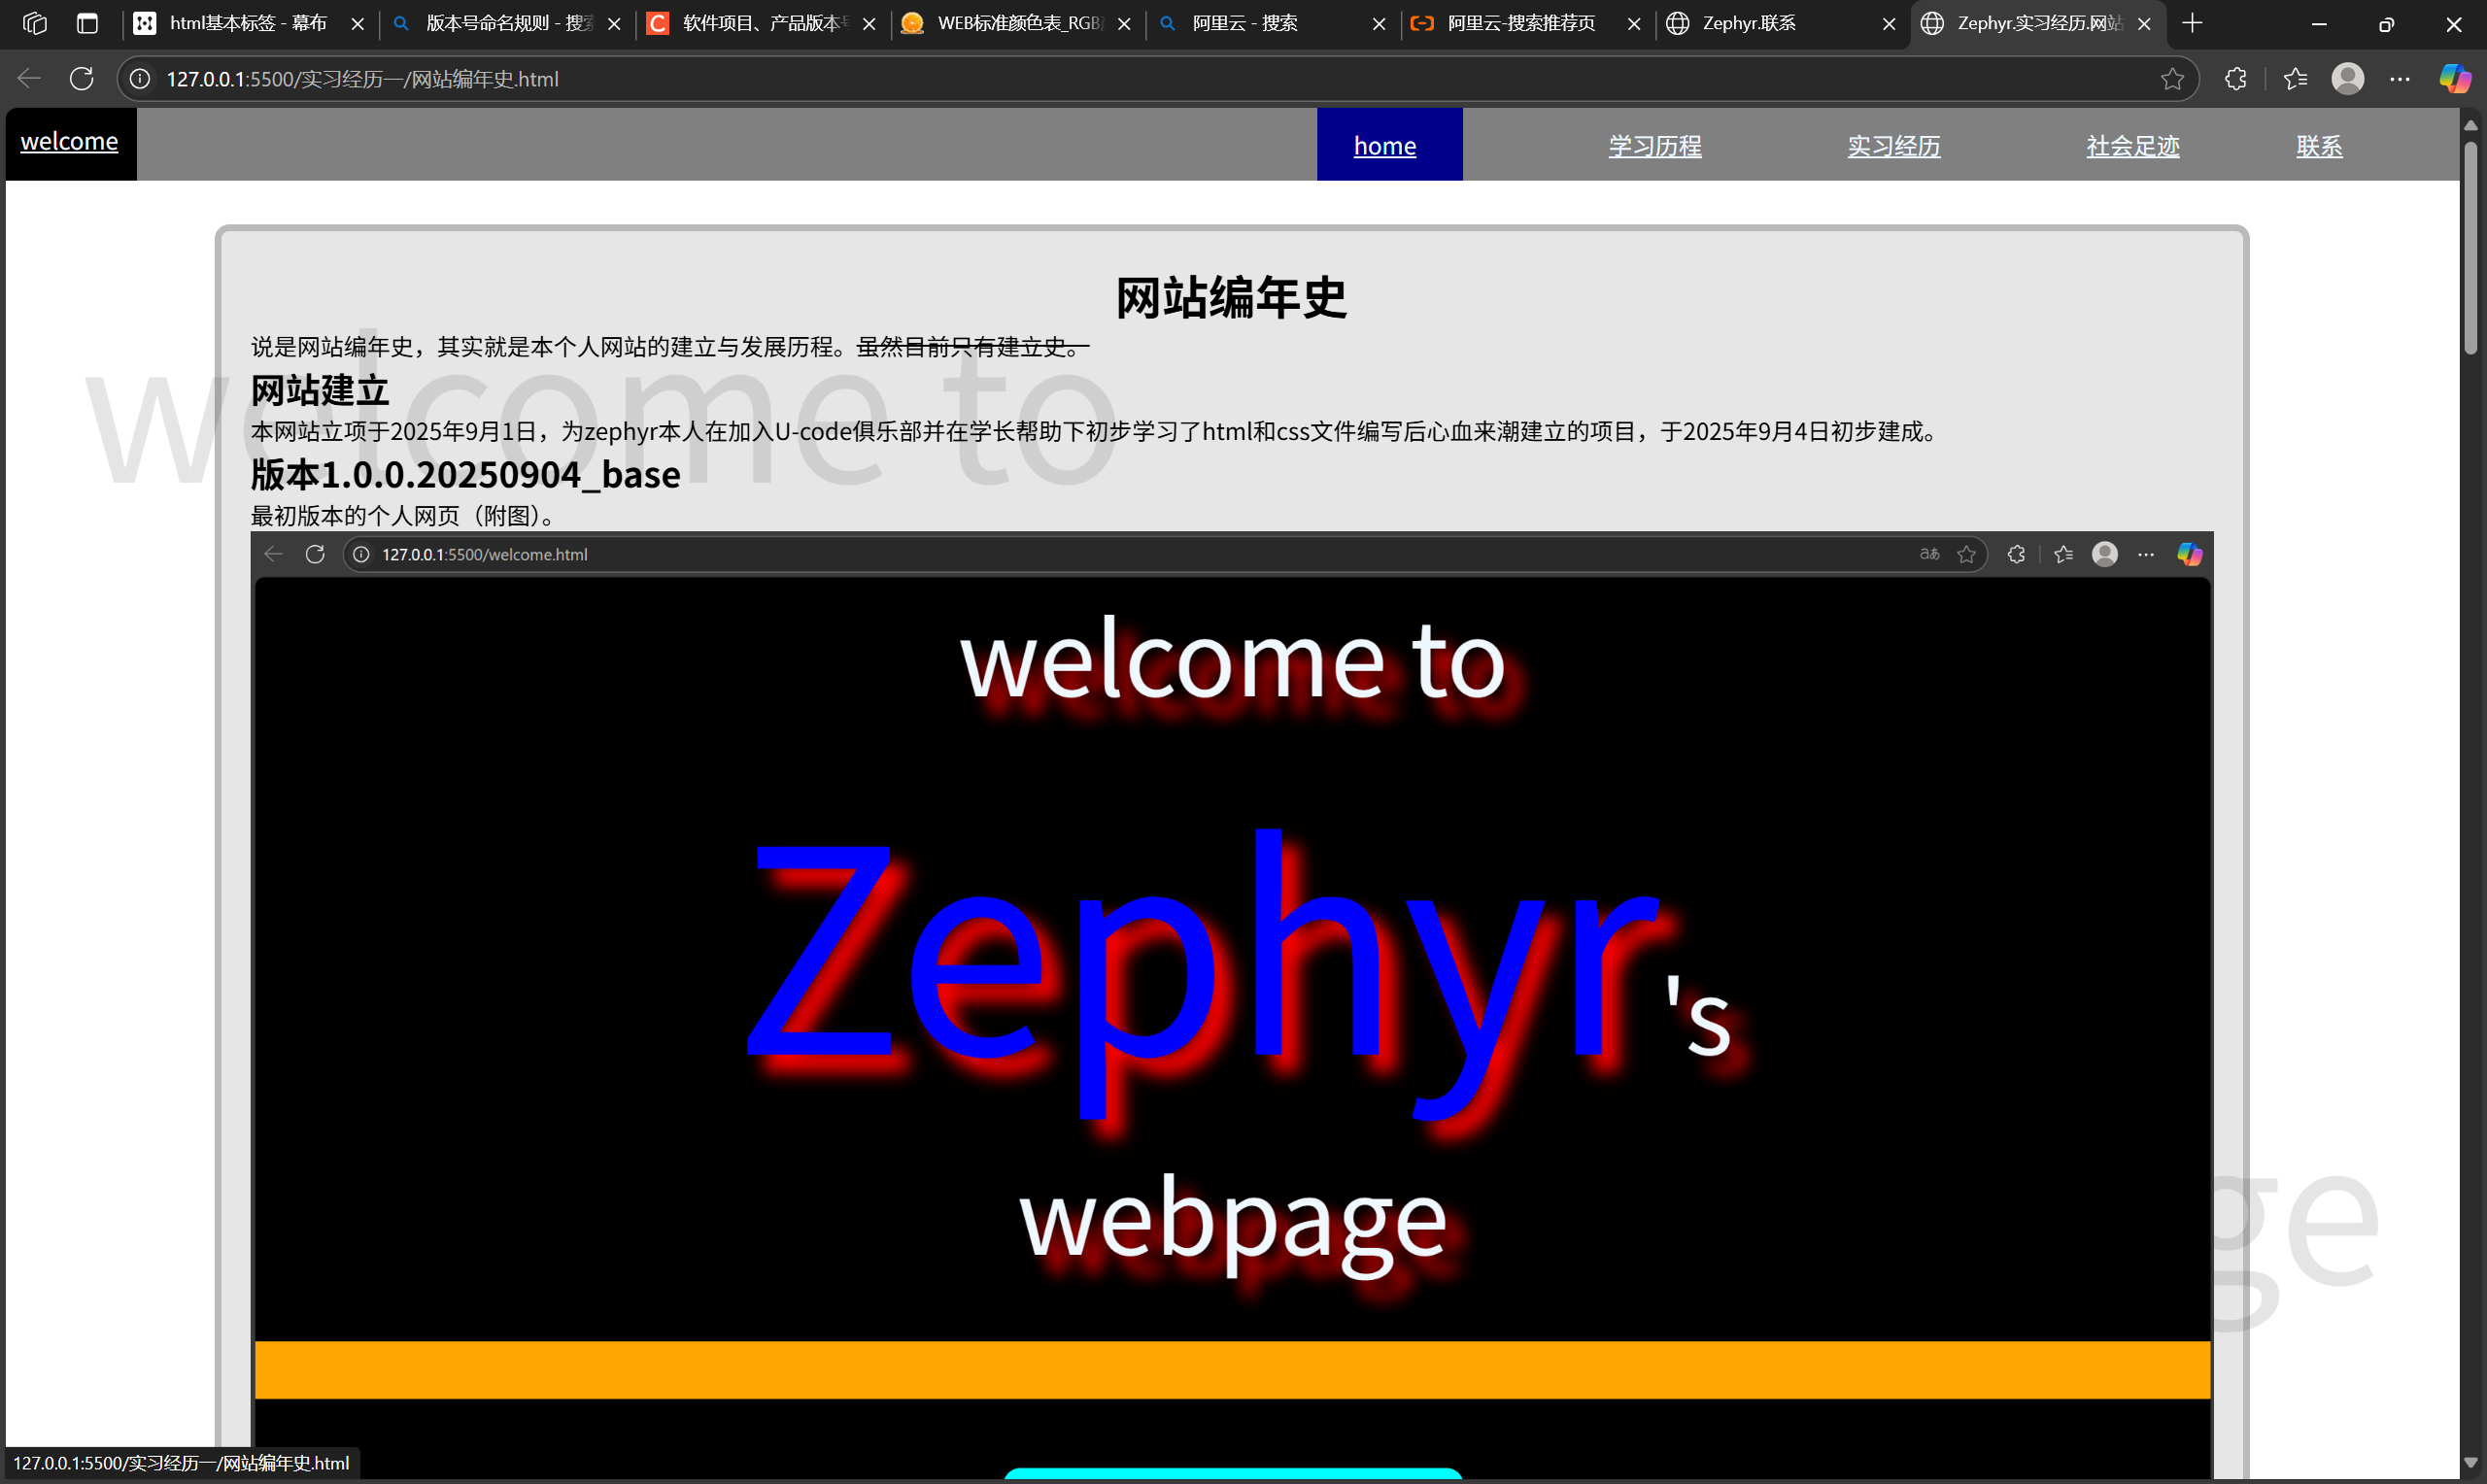 html基本标签 - 幕布
版本号命名规则 - 搜索
软件项目、产品版本号
WEB标准颜色表_RGB
阿里云 - 搜索
阿里云-搜索推荐页
Zephyr.联系
Zephyr.实习经历.网站
127.0.0.1:5500/实习经历一/网站编年史.html
welcome
home
学习历程
实习经历
社会足迹
联系
网站编年史
说是网站编年史，其实就是本个人网站的建立与发展历程。虽然目前只有建立史。
welcome to
网站建立
本网站立项于2025年9月1日，为zephyr本人在加入U-code俱乐部并在学长帮助下初步学习了html和css文件编写后心血来潮建立的项目，于2025年9月4日初步建成。
版本1.0.0.20250904_base
最初版本的个人网页（附图）。
127.0.0.1:5500/welcome.html
aあ
welcome to
Zephyr's
webpage
ge
127.0.0.1:5500/实习经历一/网站编年史.html